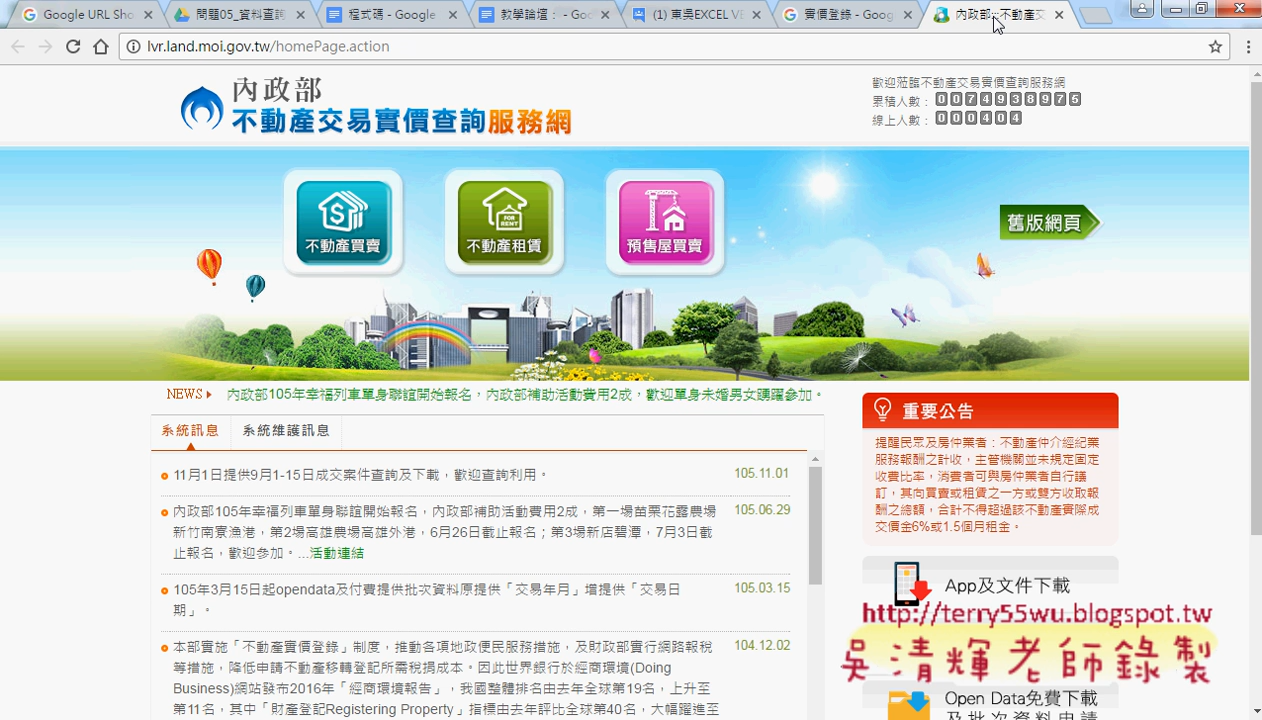 Google URL Sho
問題05_資料查詢
程式碼 - Google
教學論壇： - Goo
(1) 東吳EXCEL VE
實價登錄 - Goog
內政部:::不動產交
lvr.land.moi.gov.tw/homePage.action
內政部
不動產交易實價查詢服務網
歡迎蒞臨不動產交易實價查詢服務網
累積人數： 0074938975
線上人數： 000404
不動產買賣
FOR RENT
不動產租賃
預售屋買賣
舊版網頁
NEWS 內政部105年幸福列車單身聯誼開始報名，內政部補助活動費用2成，歡迎單身未婚男女踴躍參加。
系統訊息 系統維護訊息
11月1日提供9月1-15日成交案件查詢及下載，歡迎查詢利用。 105.11.01
內政部105年幸福列車單身聯誼開始報名，內政部補助活動費用2成，第一場苗栗花露農場 105.06.29
新竹南寮漁港，第2場高雄農場高雄外港，6月26日截止報名；第3場新店碧潭，7月3日截
止報名，歡迎參加。...活動連結
105年3月15日起opendata及付費提供批次資料原提供「交易年月」增提供「交易日 105.03.15
期」。
本部實施「不動產實價登錄」制度，推動各項地政便民服務措施，及財政部實行網路報稅 104.12.02
等措施，降低申請不動產移轉登記所需稅務成本。因此世界銀行於經商環境(Doing
Business)網站發布2016年「經商環境報告」，我國整體排名由去年全球第19名，上升至
第11名，其中「財產登記Registering Property」指標由去年評比全球第40名，大幅躍進至
重要公告
提醒民眾及房仲業者：不動產仲介經紀業
服務報酬之計收，主管機關並未規定固定
收費比率，消費者可與房仲業者自行議
訂，其向買賣或租賃之一方或雙方收取報
酬之總額，合計不得超過該不動產實際成
交價金6%或1.5個月租金。
App及文件下載
http://terry55wu.blogspot.tw
吳清輝老師錄製
Open Data免費下載
及批次資料申請